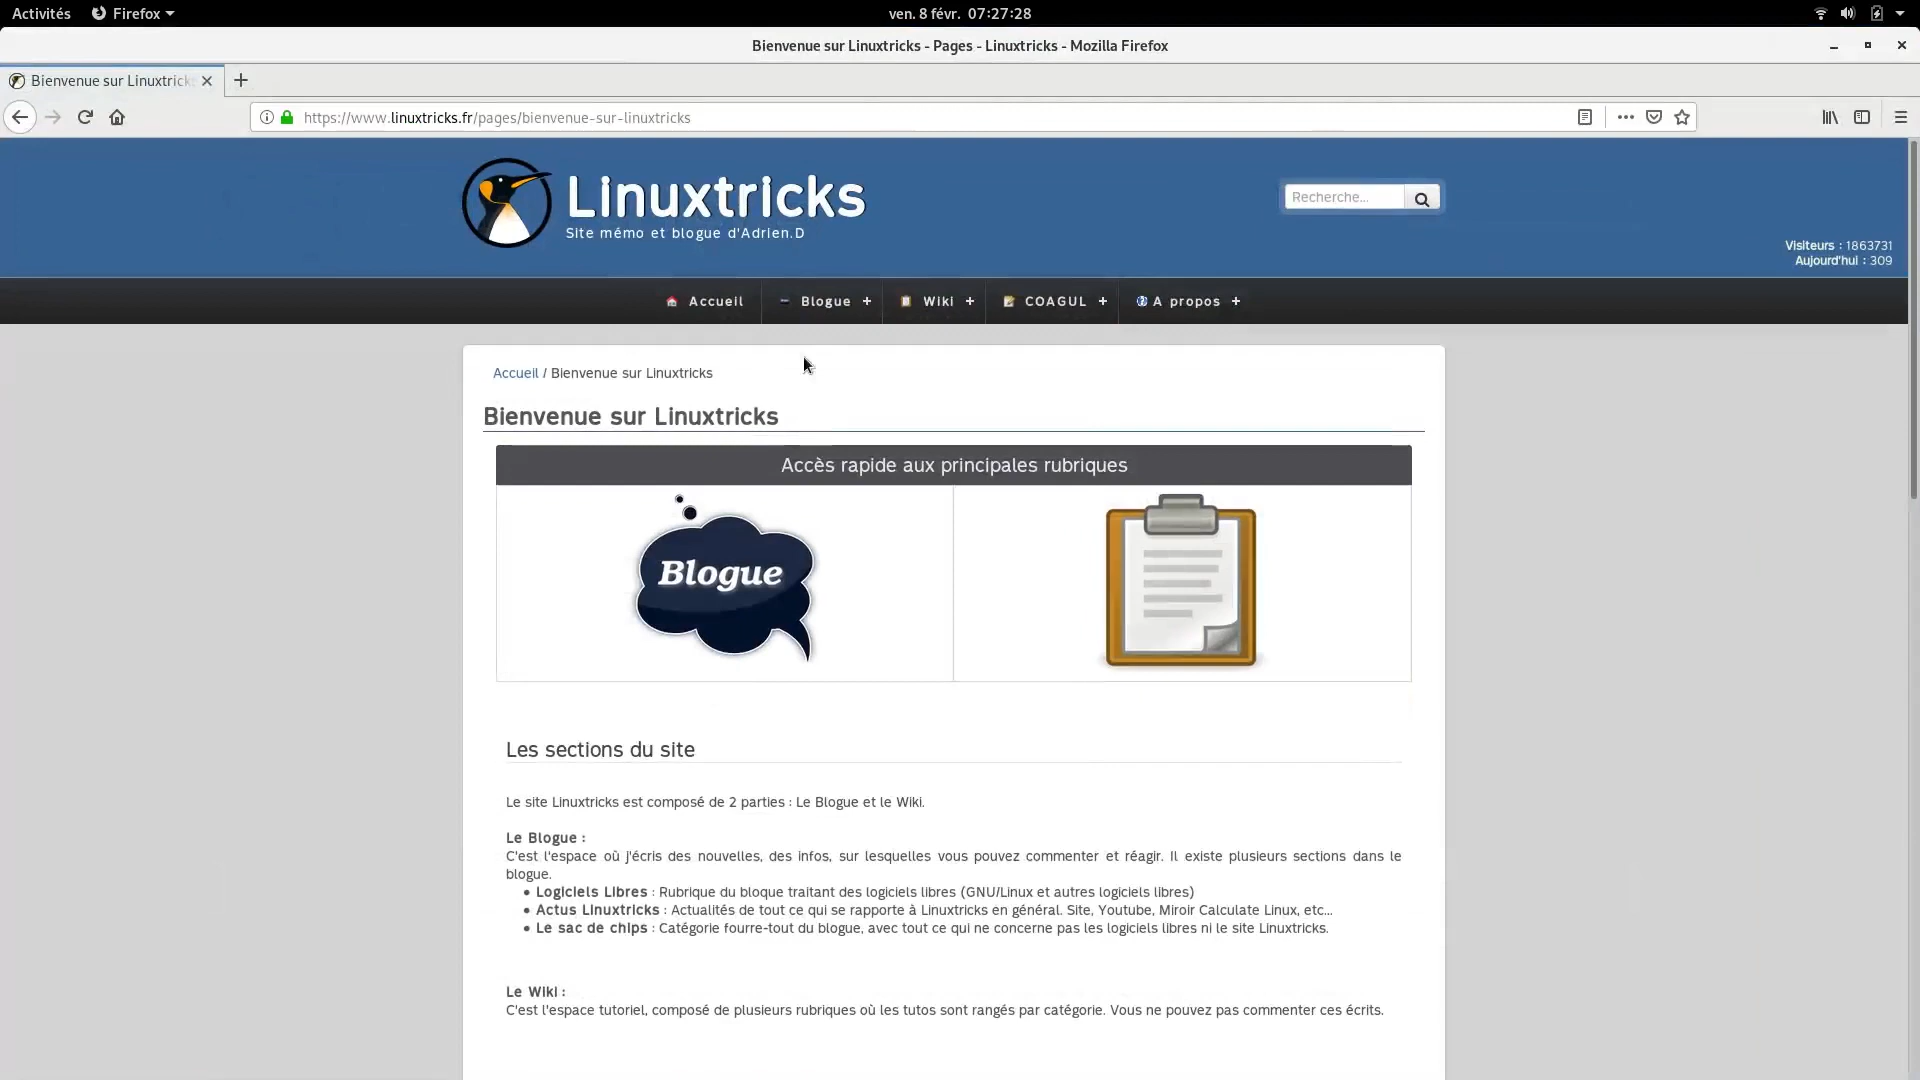 Activités Firefox ven. 8 févr. 07:27:28
Bienvenue sur Linuxtricks - Pages - Linuxtricks - Mozilla Firefox
Bienvenue sur Linuxtrick
https://www.linuxtricks.fr/pages/bienvenue-sur-linuxtricks
Linuxtricks
Site mémo et blogue d'Adrien.D
Recherche...
Visiteurs : 1863731
Aujourd'hui : 309
Accueil Blogue + Wiki + COAGUL + A propos +
Accueil / Bienvenue sur Linuxtricks
Bienvenue sur Linuxtricks
Accès rapide aux principales rubriques
Blogue
Les sections du site
Le site Linuxtricks est composé de 2 parties : Le Blogue et le Wiki.
Le Blogue :
C'est l'espace où j'écris des nouvelles, des infos, sur lesquelles vous pouvez commenter et réagir. Il existe plusieurs sections dans le
blogue.
• Logiciels Libres : Rubrique du bloque traitant des logiciels libres (GNU/Linux et autres logiciels libres)
• Actus Linuxtricks : Actualités de tout ce qui se rapporte à Linuxtricks en général. Site, Youtube, Miroir Calculate Linux, etc...
• Le sac de chips : Catégorie fourre-tout du blogue, avec tout ce qui ne concerne pas les logiciels libres ni le site Linuxtricks.
Le Wiki :
C'est l'espace tutoriel, composé de plusieurs rubriques où les tutos sont rangés par catégorie. Vous ne pouvez pas commenter ces écrits.